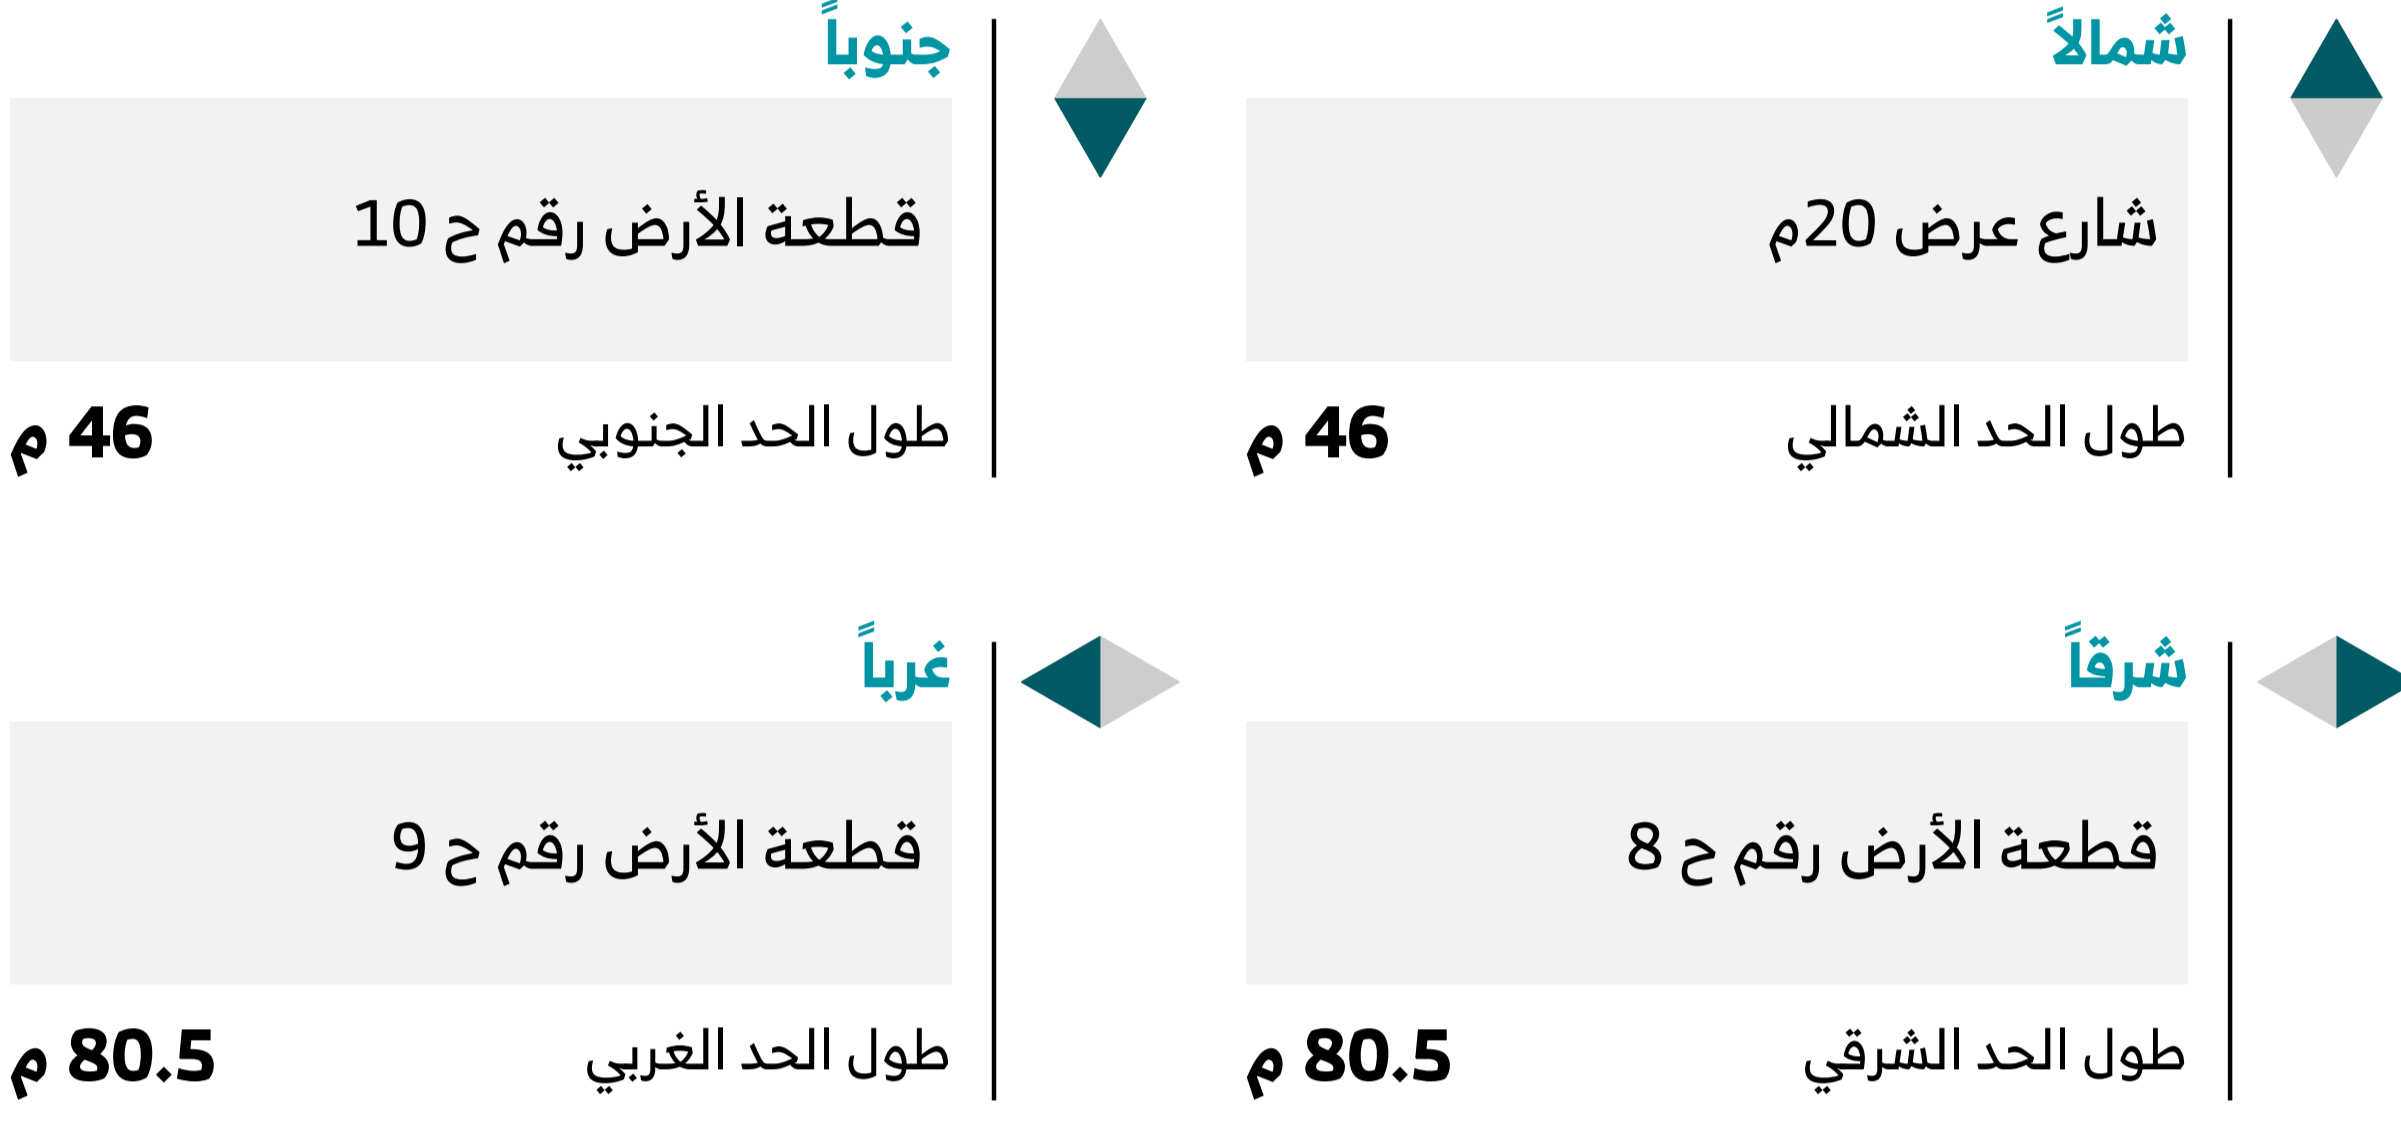 شمالاً
شارع عرض 20م
طول الحد الشمالي
46 م
جنوباً
قطعة الأرض رقم ح 10
طول الحد الجنوبي
46 م
شرقاً
قطعة الأرض رقم ح 8
طول الحد الشرقي
80.5 م
غرباً
قطعة الأرض رقم ح 9
طول الحد الغربي
80.5 م